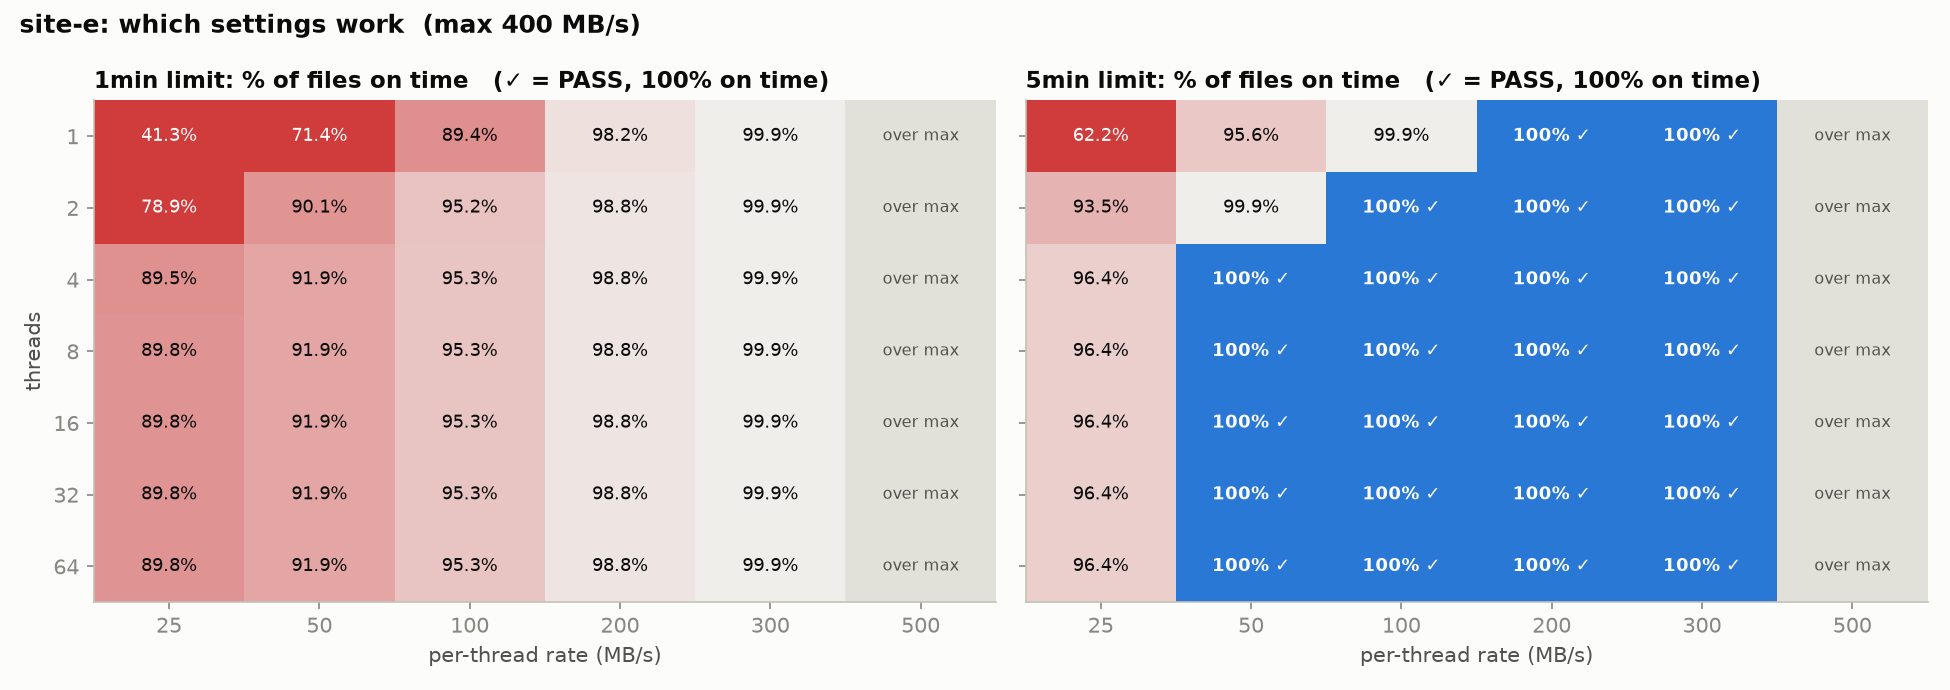 site-e: which settings work  (max 400 MB/s)
1min limit: % of files on time   (✓ = PASS, 100% on time)
threads
1 41.3% 71.4% 89.4% 98.2% 99.9% over max
2 78.9% 90.1% 95.2% 98.8% 99.9% over max
4 89.5% 91.9% 95.3% 98.8% 99.9% over max
8 89.8% 91.9% 95.3% 98.8% 99.9% over max
16 89.8% 91.9% 95.3% 98.8% 99.9% over max
32 89.8% 91.9% 95.3% 98.8% 99.9% over max
64 89.8% 91.9% 95.3% 98.8% 99.9% over max
25 50 100 200 300 500
per-thread rate (MB/s)
5min limit: % of files on time   (✓ = PASS, 100% on time)
62.2% 95.6% 99.9% 100% ✓ 100% ✓ over max
93.5% 99.9% 100% ✓ 100% ✓ 100% ✓ over max
96.4% 100% ✓ 100% ✓ 100% ✓ 100% ✓ over max
96.4% 100% ✓ 100% ✓ 100% ✓ 100% ✓ over max
96.4% 100% ✓ 100% ✓ 100% ✓ 100% ✓ over max
96.4% 100% ✓ 100% ✓ 100% ✓ 100% ✓ over max
96.4% 100% ✓ 100% ✓ 100% ✓ 100% ✓ over max
25 50 100 200 300 500
per-thread rate (MB/s)